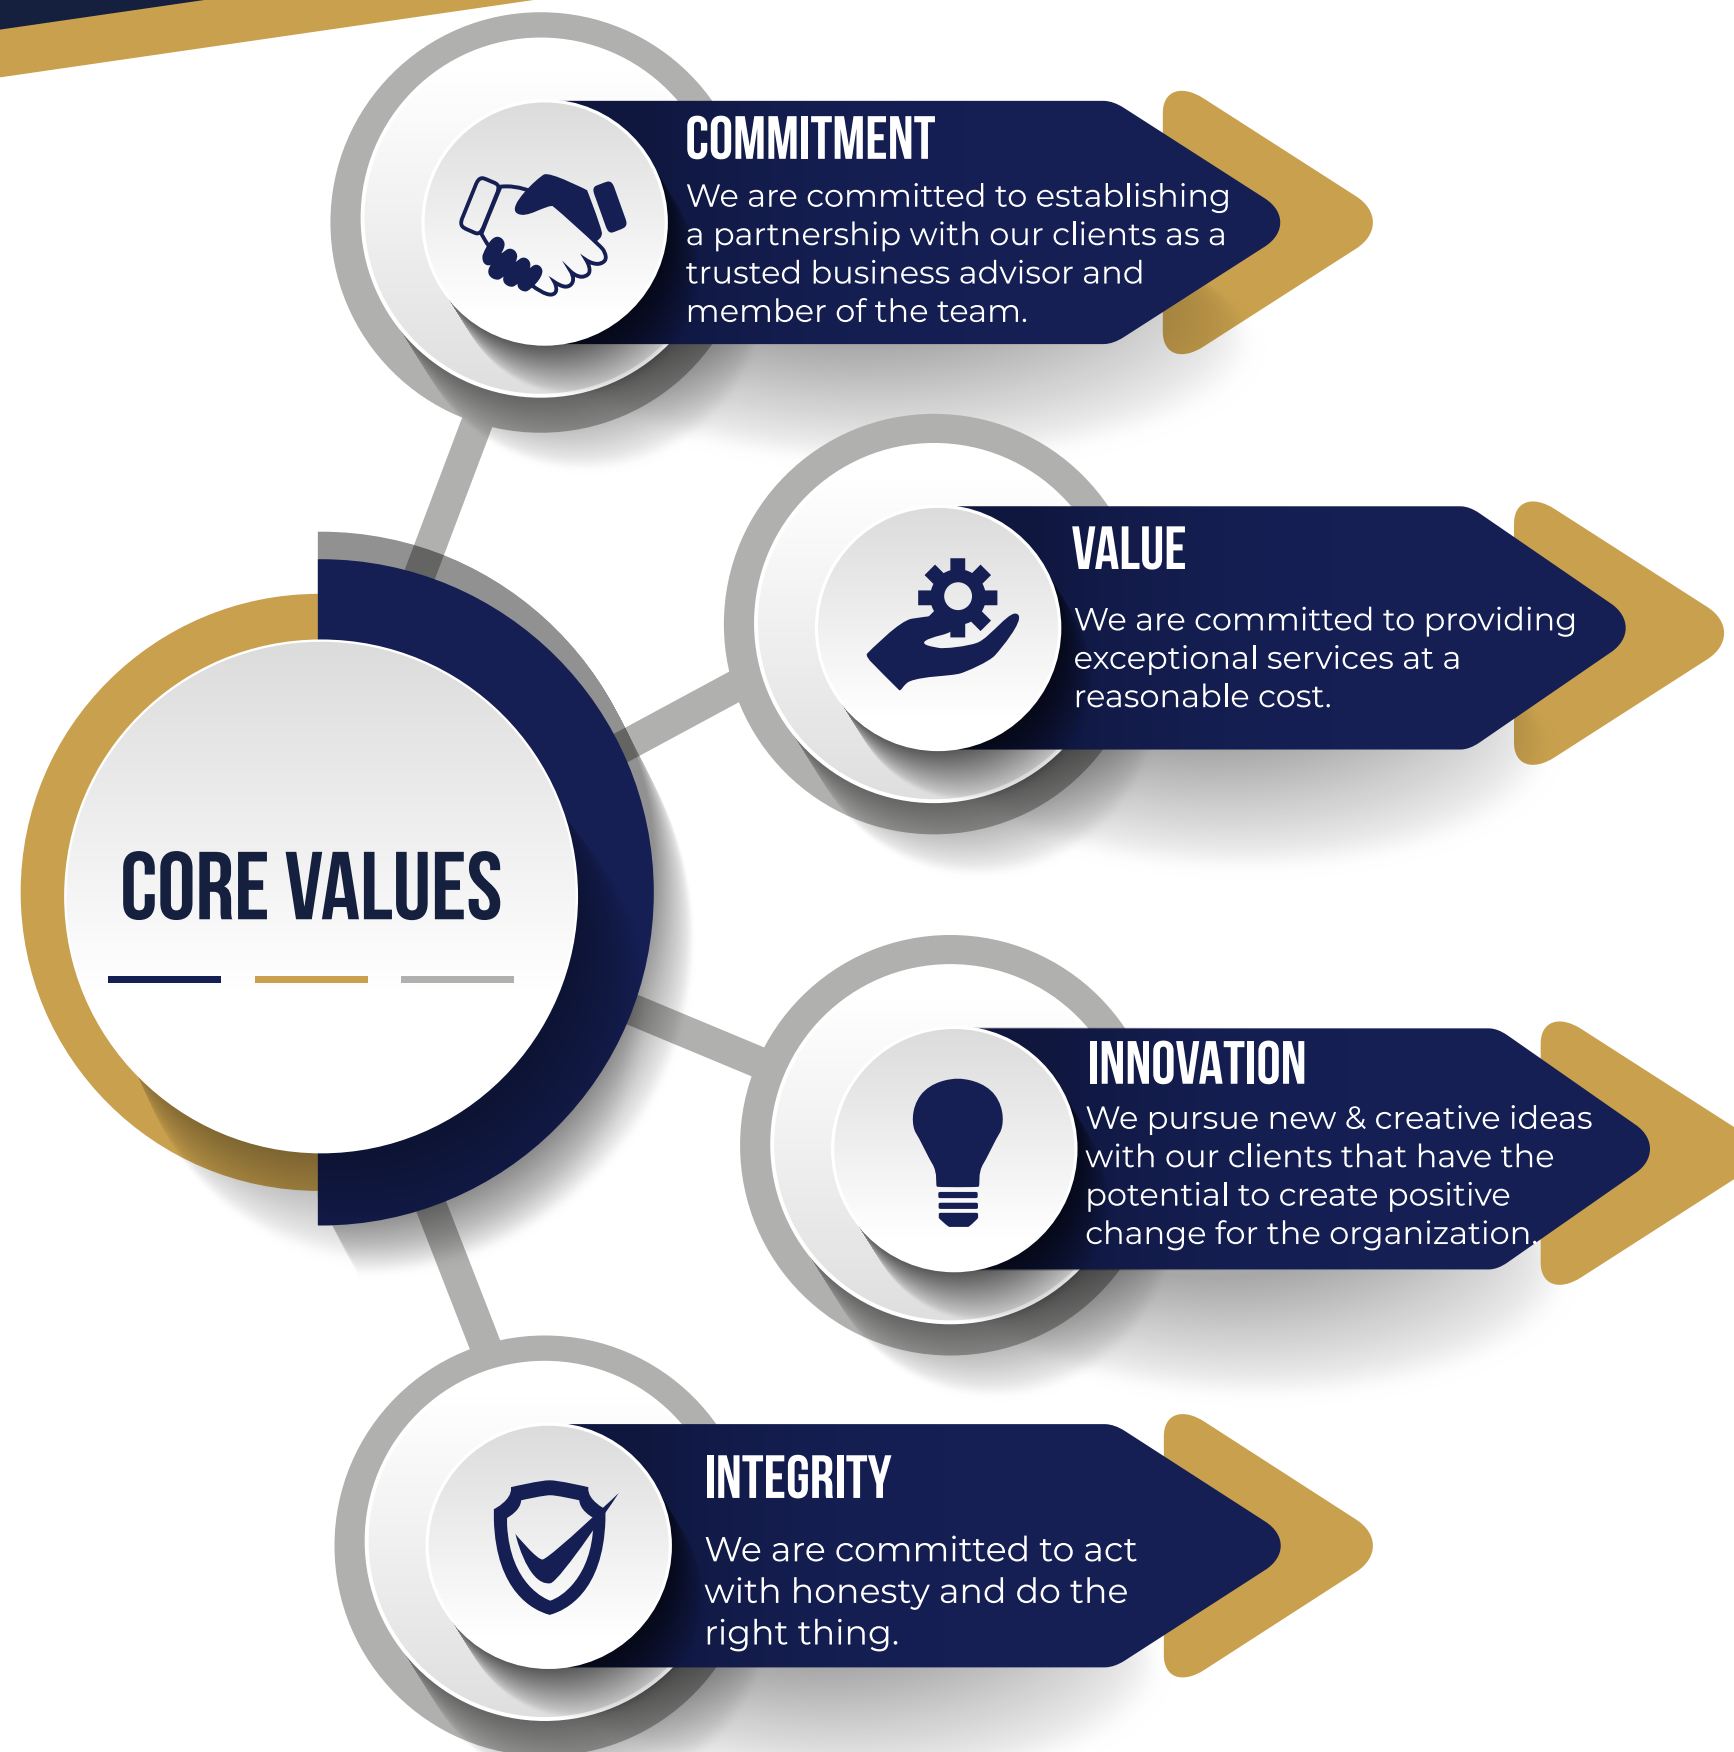 COMMITMENT
We are committed to establishing
a partnership with our clients as a
trusted business advisor and
member of the team.
VALUE
We are committed to providing
exceptional services at a
reasonable cost.
CORE VALUES
INNOVATION
We pursue new & creative ideas
with our clients that have the
potential to create positive
change for the organization.
INTEGRITY
We are committed to act
with honesty and do the
right thing.